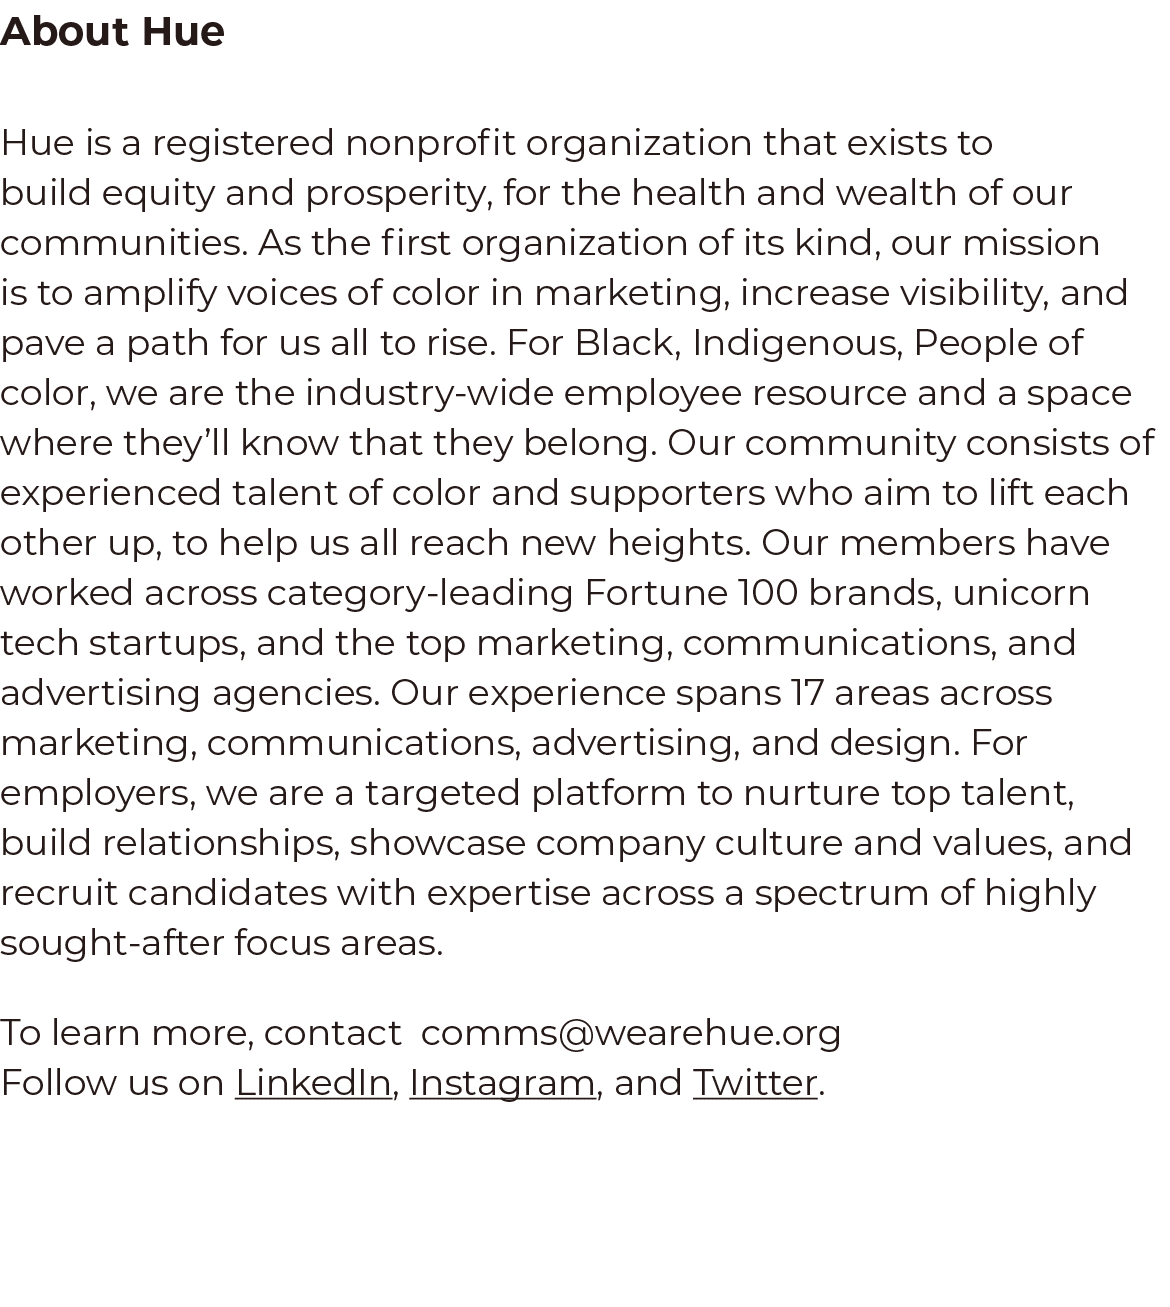 About Hue
Hue is a registered nonprofit organization that exists to
build equity and prosperity, for the health and wealth of our
communities. As the first organization of its kind, our mission
is to amplify voices of color in marketing, increase visibility, and
pave a path for us all to rise. For Black, Indigenous, People of
color, we are the industry-wide employee resource and a space
where they’ll know that they belong. Our community consists of
experienced talent of color and supporters who aim to lift each
other up, to help us all reach new heights. Our members have
worked across category-leading Fortune 100 brands, unicorn
tech startups, and the top marketing, communications, and
advertising agencies. Our experience spans 17 areas across
marketing, communications, advertising, and design. For
employers, we are a targeted platform to nurture top talent,
build relationships, showcase company culture and values, and
recruit candidates with expertise across a spectrum of highly
sought-after focus areas.
To learn more, contact  comms@wearehue.org
Follow us on LinkedIn, Instagram, and Twitter.